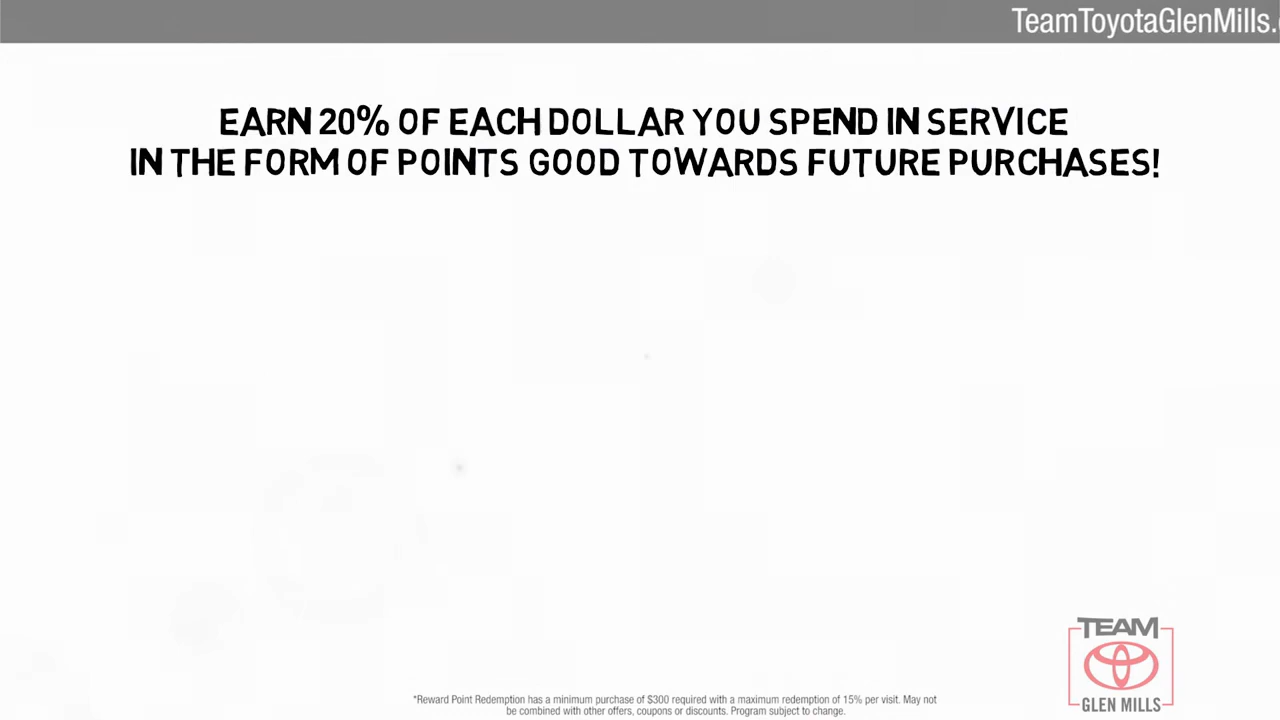 TeamToyotaGlenMills.
EARN 20% OF EACH DOLLAR YOU SPEND IN SERVICE
IN THE FORM OF POINTS GOOD TOWARDS FUTURE PURCHASES!
TEAM
GLEN MILLS
*Reward Point Redemption has a minimum purchase of $300 required with a maximum redemption of 15% per visit. May not
be combined with other offers, coupons or discounts. Program subject to change.